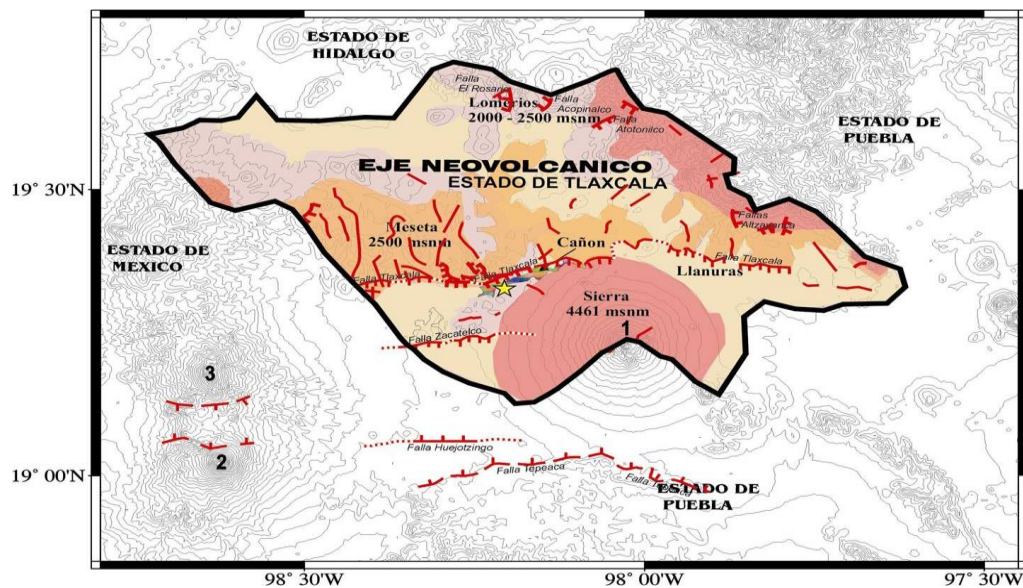 ESTADO DE
HIDALGO
Falla
El Rosario
Lomerios
2000 - 2500 msnm
Falla
Acopinalco
Falla
Atotonilco
ESTADO DE
PUEBLA
EJE NEOVOLCANICO
ESTADO DE TLAXCALA
19° 30'
ESTADO DE
MEXICO
Meseta
2500 msnm
Cañon
Fallas
Altzayanca
Falla Tlaxcala
Falla Tlaxcala
Falla Tlaxcala
Llanuras
Sierra
4461 msnm
1
Falla Zacatelco
3
2
Falla Huejotzingo
Falla Tepeaca
Falla
ESTADO DE
PUEBLA
19° 00'
98° 30'
98° 00'
97° 30'